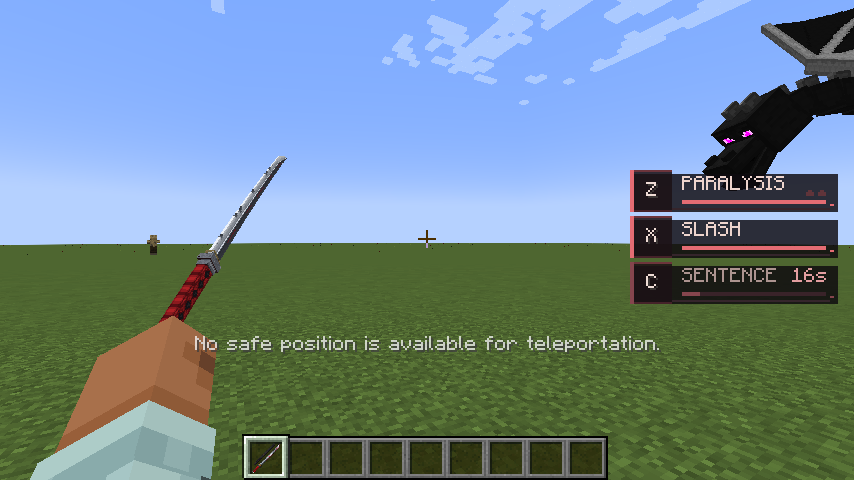 Z PARALYSIS
X SLASH
C SENTENCE 16s
No safe position is available for teleportation.